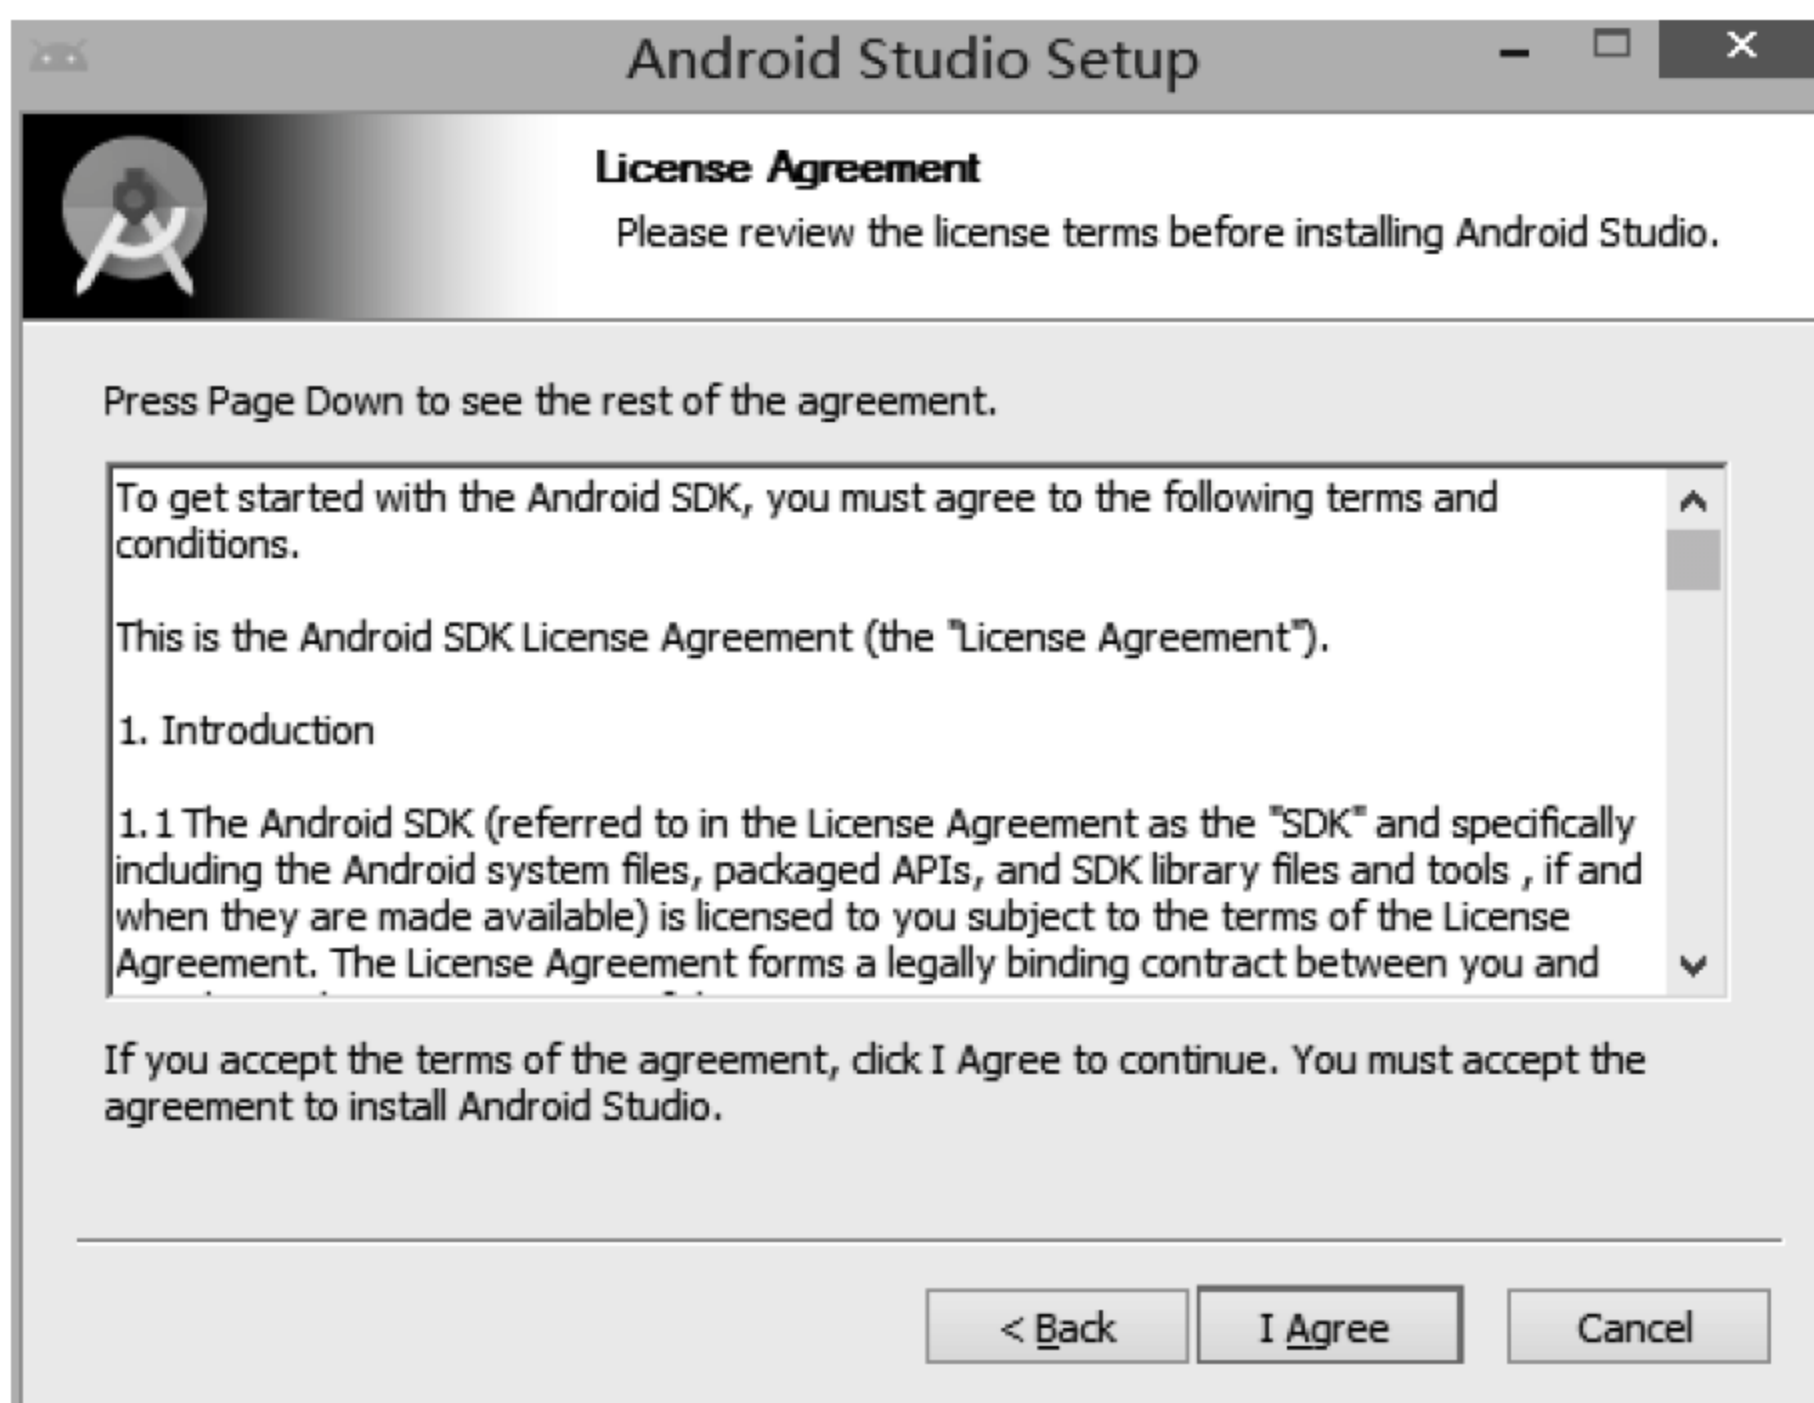 Android Studio Setup
License Agreement
Please review the license terms before installing Android Studio.
Press Page Down to see the rest of the agreement.
To get started with the Android SDK, you must agree to the following terms and
conditions.
This is the Android SDK License Agreement (the "License Agreement").
1. Introduction
1.1 The Android SDK (referred to in the License Agreement as the "SDK" and specifically
including the Android system files, packaged APIs, and SDK library files and tools , if and
when they are made available) is licensed to you subject to the terms of the License
Agreement. The License Agreement forms a legally binding contract between you and
If you accept the terms of the agreement, click I Agree to continue. You must accept the
agreement to install Android Studio.
< Back
I Agree
Cancel